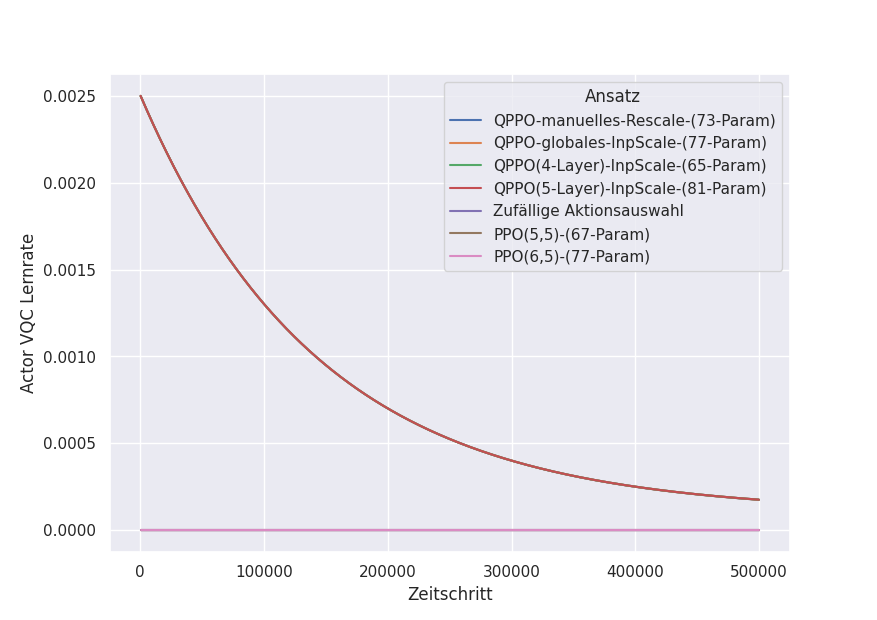 Ansatz
QPPO-manuelles-Rescale-(73-Param)
QPPO-globales-InpScale-(77-Param)
QPPO(4-Layer)-InpScale-(65-Param)
QPPO(5-Layer)-InpScale-(81-Param)
Zufällige Aktionsauswahl
PPO(5,5)-(67-Param)
PPO(6,5)-(77-Param)
Actor VQC Lernrate
0.0025
0.0020
0.0015
0.0010
0.0005
0.0000
0 100000 200000 300000 400000 500000
Zeitschritt